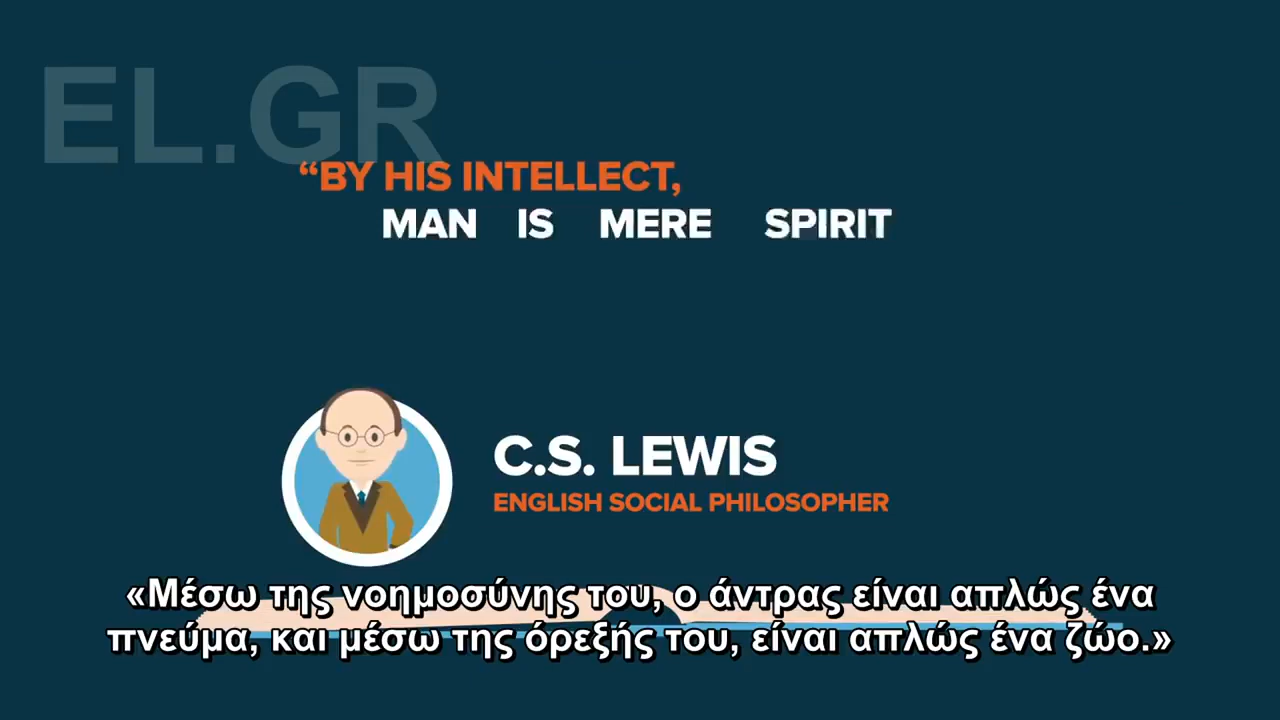 EL.GR
“BY HIS INTELLECT,
MAN IS MERE SPIRIT
C.S. LEWIS
ENGLISH SOCIAL PHILOSOPHER
«Μέσω της νοημοσύνης του, ο άντρας είναι απλώς ένα
πνεύμα, και μέσω της όρεξής του, είναι απλώς ένα ζώο.»